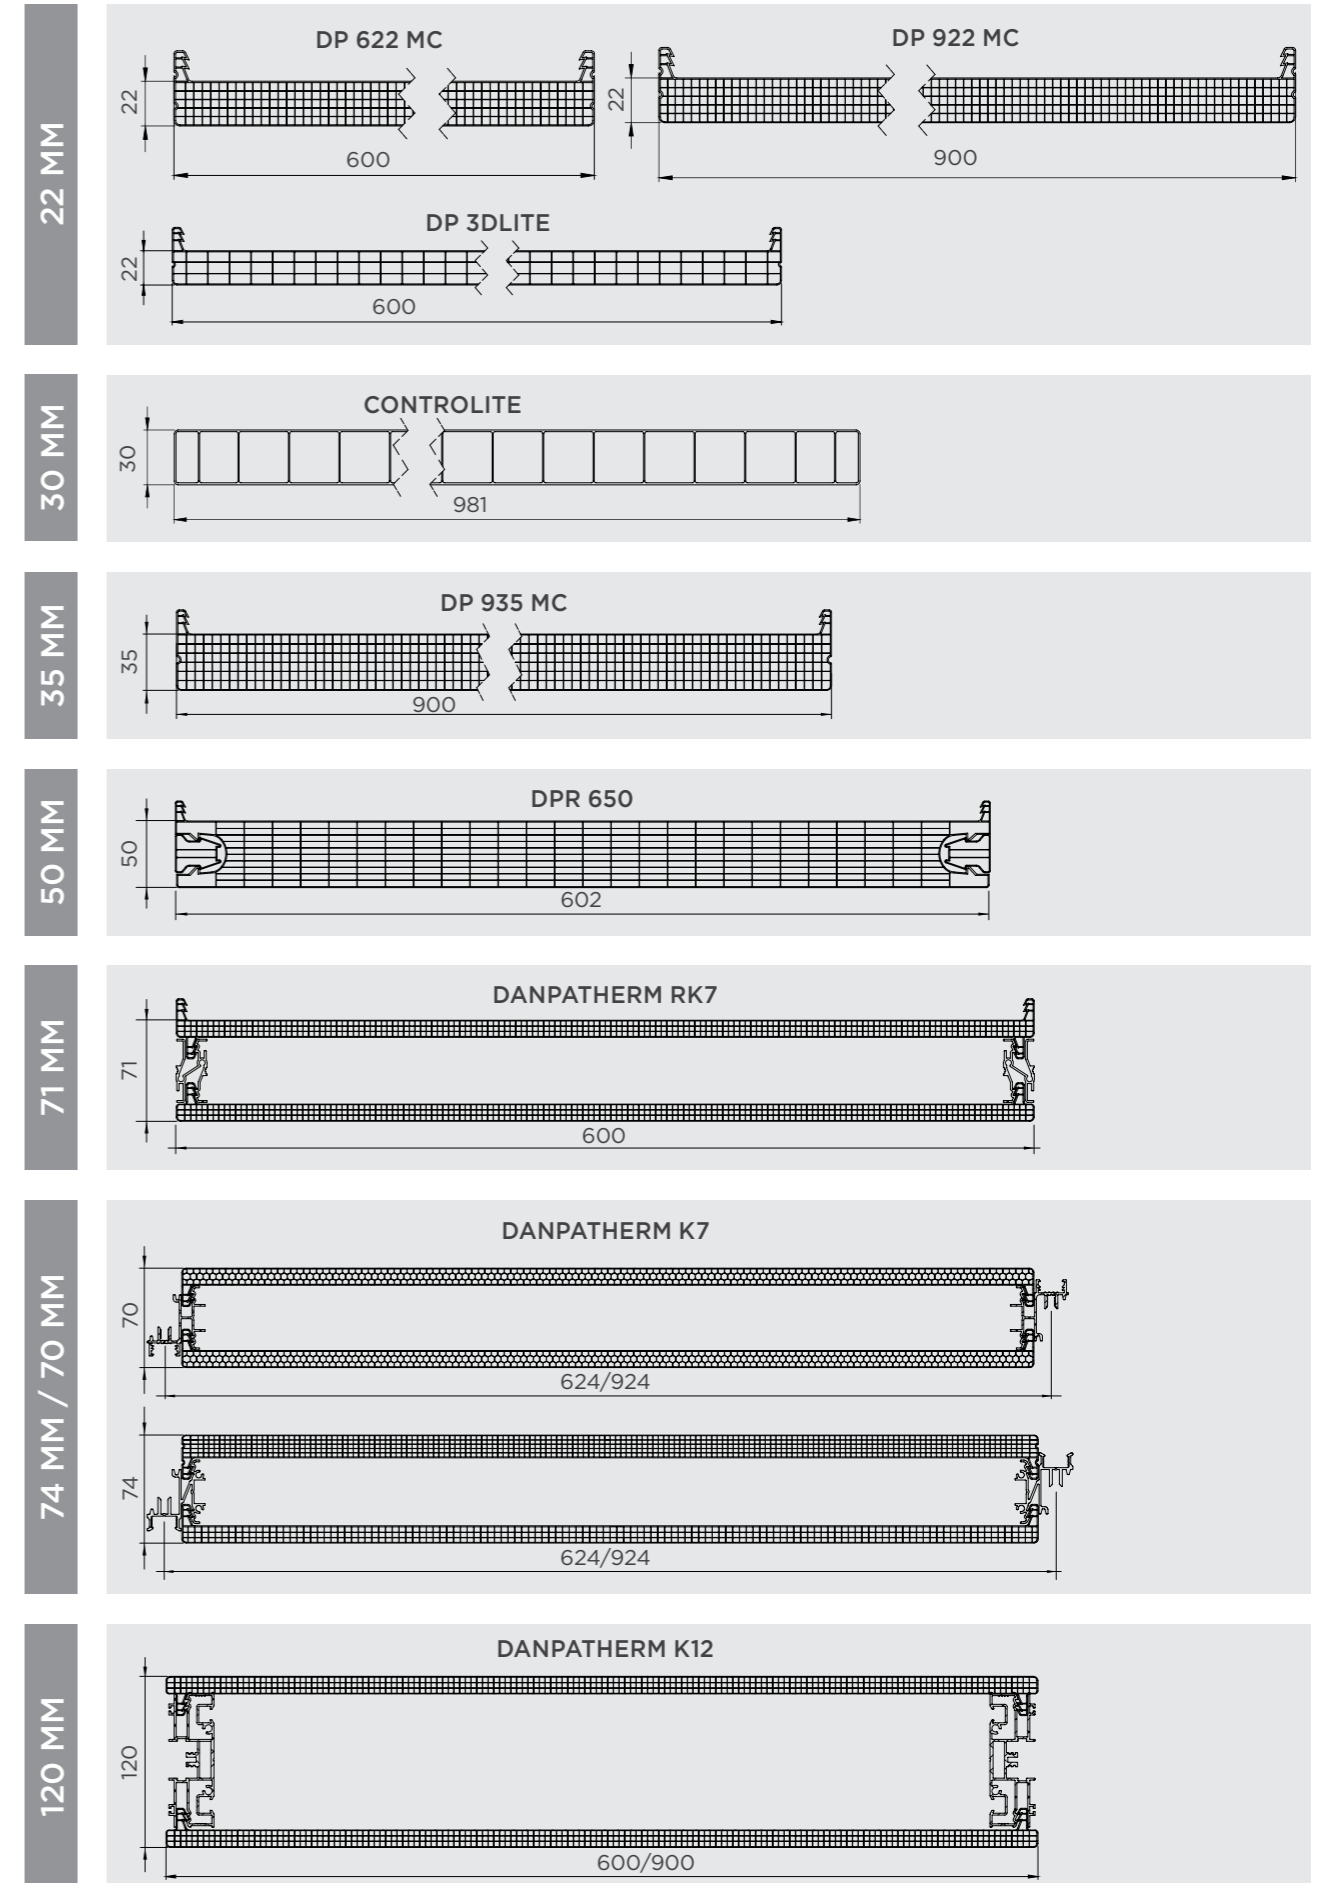 22 MM
DP 622 MC
22
600
DP 922 MC
22
900
DP 3DLITE
22
600
30 MM
CONTROLITE
30
981
35 MM
DP 935 MC
35
900
50 MM
DPR 650
50
602
71 MM
DANPATHERM RK7
71
600
74 MM / 70 MM
DANPATHERM K7
70
624/924
74
624/924
120 MM
DANPATHERM K12
120
600/900